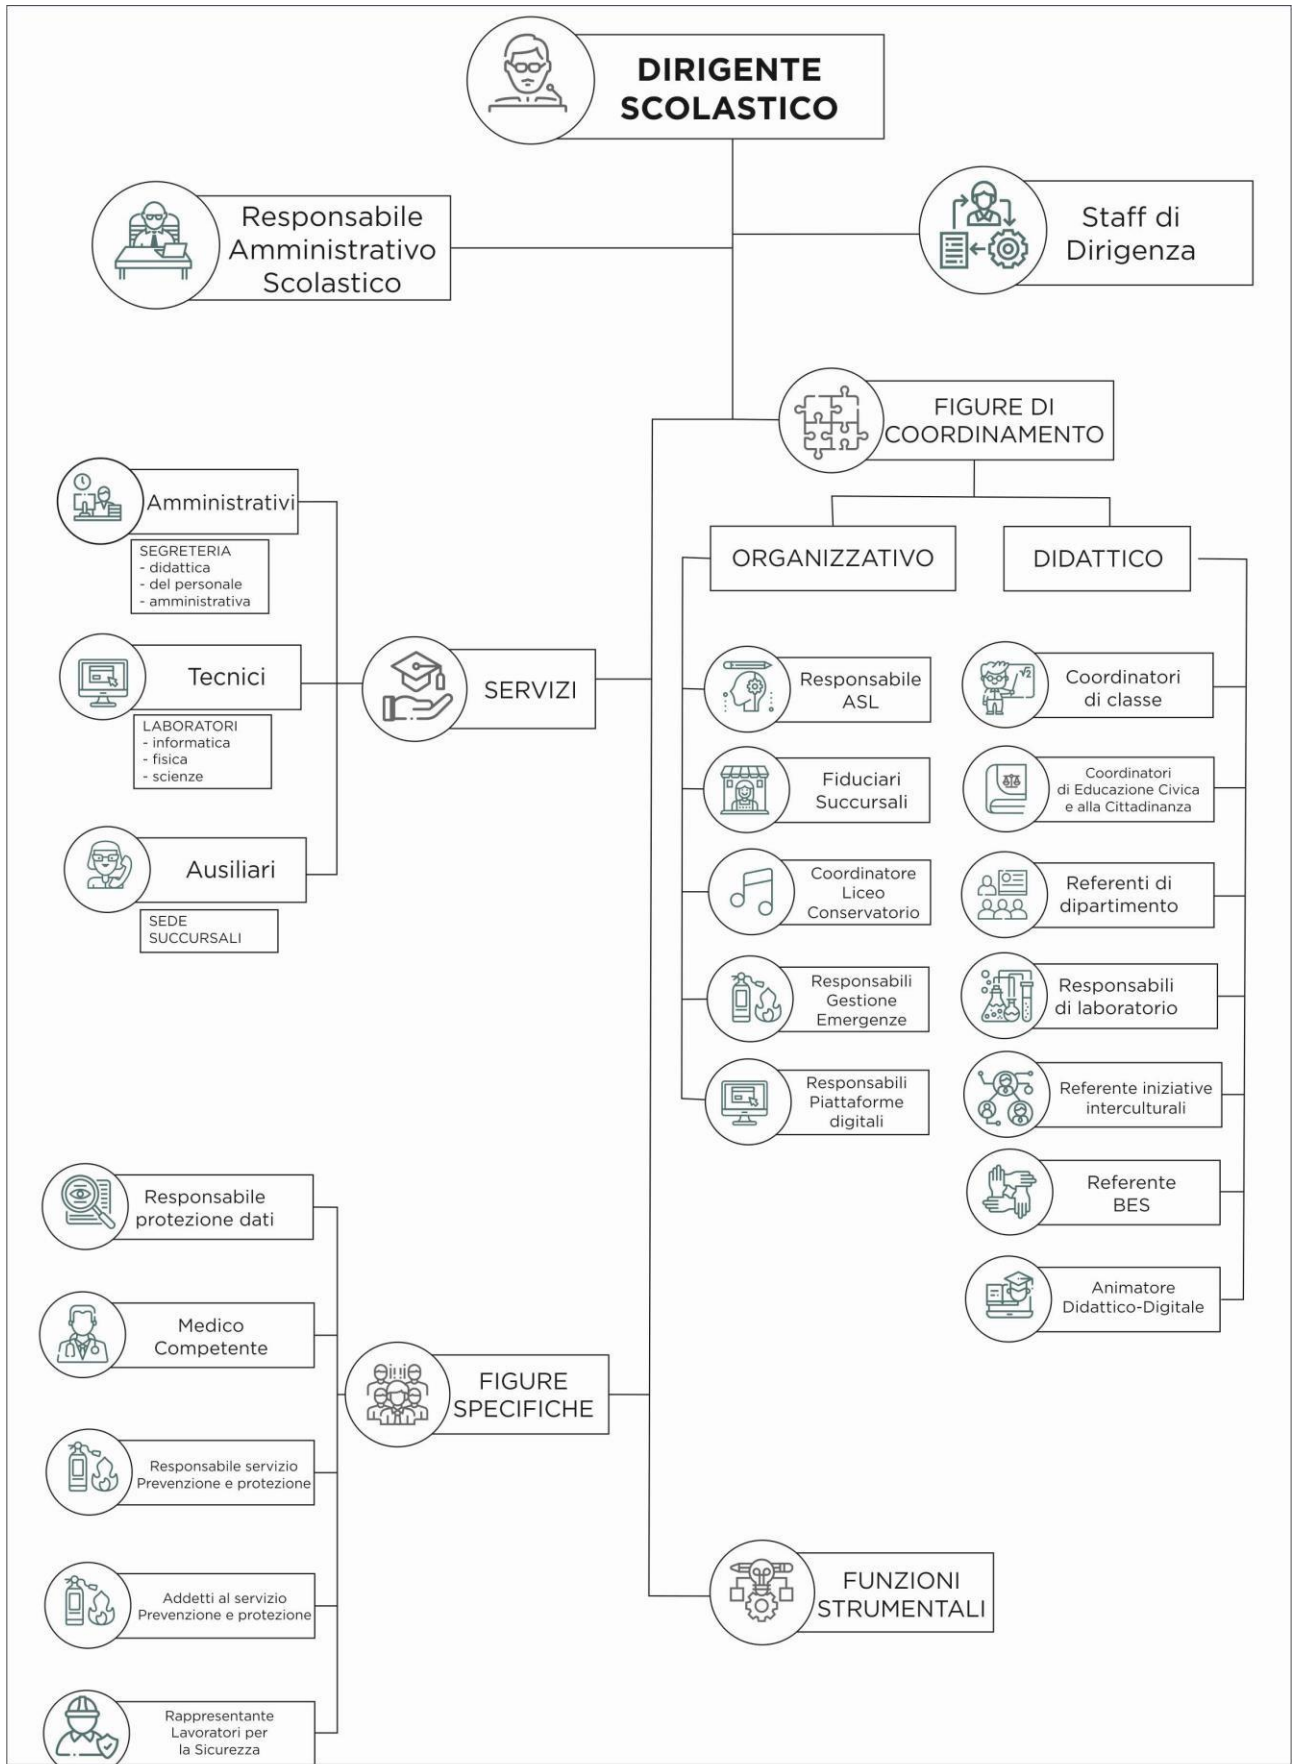 DIRIGENTE
SCOLASTICO
Responsabile
Amministrativo
Scolastico
Staff di
Dirigenza
FIGURE DI
COORDINAMENTO
Amministrativi
SEGRETERIA
- didattica
- del personale
- amministrativa
Tecnici
LABORATORI
- informatica
- fisica
- scienze
Ausiliari
SEDE
SUCCURSALI
SERVIZI
ORGANIZZATIVO
DIDATTICO
Responsabile
ASL
Fiduciari
Succursali
Coordinatore
Liceo
Conservatorio
Responsabili
Gestione
Emergenze
Responsabili
Piattaforme
digitali
√2
Coordinatori
di classe
Coordinatori
di Educazione Civica
e alla Cittadinanza
Referenti di
dipartimento
Responsabili
di laboratorio
Referente iniziative
interculturali
Referente
BES
Animatore
Didattico-Digitale
Responsabile
protezione dati
Medico
Competente
Responsabile servizio
Prevenzione e protezione
Addetti al servizio
Prevenzione e protezione
Rappresentante
Lavoratori per
la Sicurezza
FIGURE
SPECIFICHE
FUNZIONI
STRUMENTALI